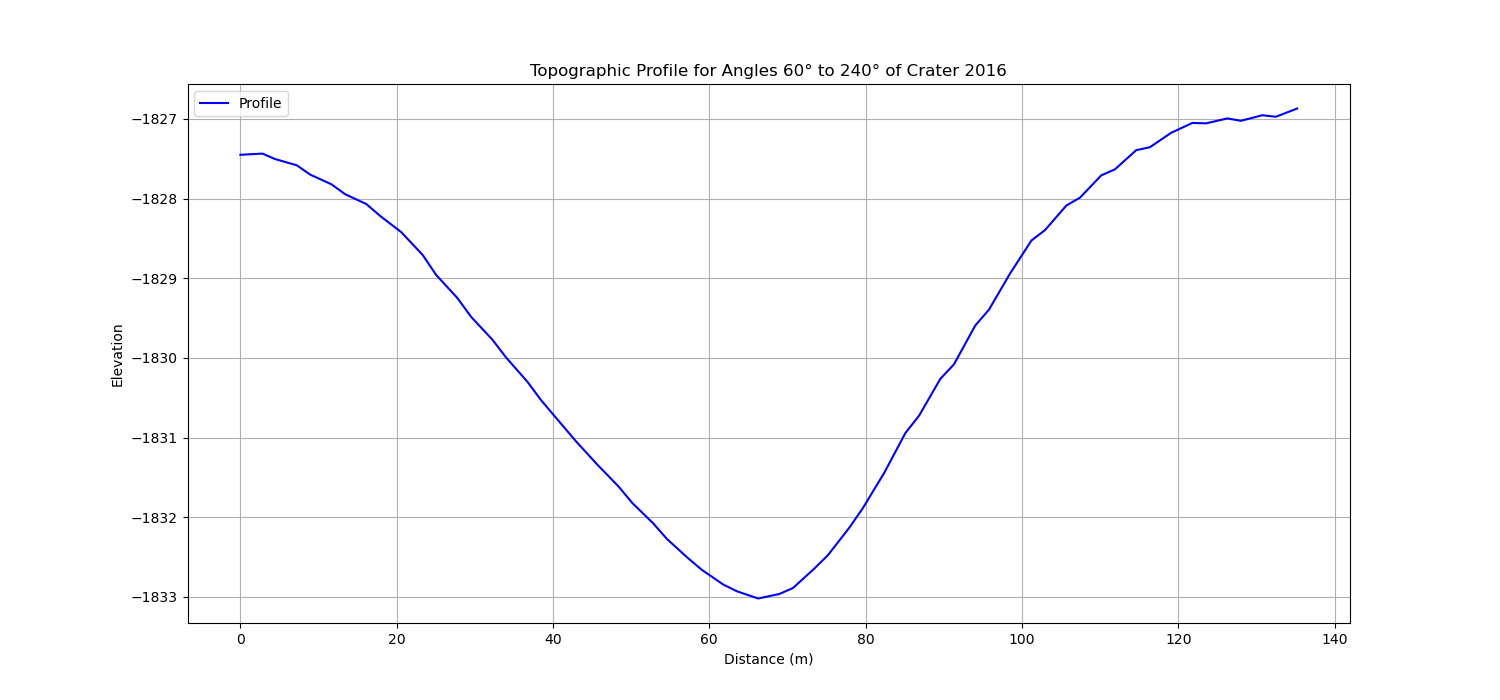 Topographic Profile for Angles 60° to 240° of Crater 2016
Profile
−1827
−1828
−1829
−1830
−1831
−1832
−1833
Elevation
0 20 40 60 80 100 120 140
Distance (m)